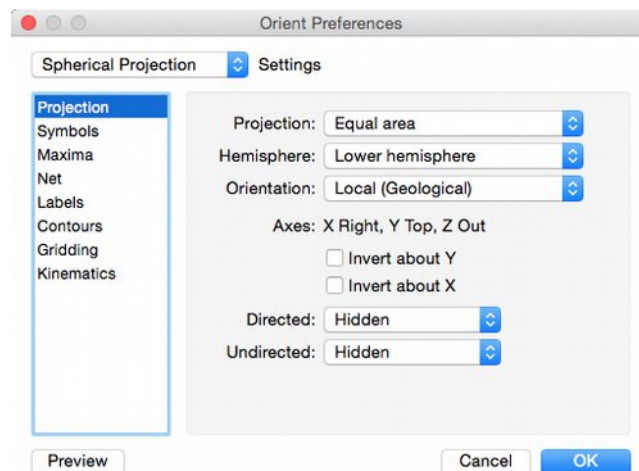 Orient Preferences
Spherical Projection Settings
Projection
Symbols
Maxima
Net
Labels
Contours
Gridding
Kinematics
Projection: Equal area
Hemisphere: Lower hemisphere
Orientation: Local (Geological)
Axes: X Right, Y Top, Z Out
Invert about Y
Invert about X
Directed: Hidden
Undirected: Hidden
Preview Cancel OK